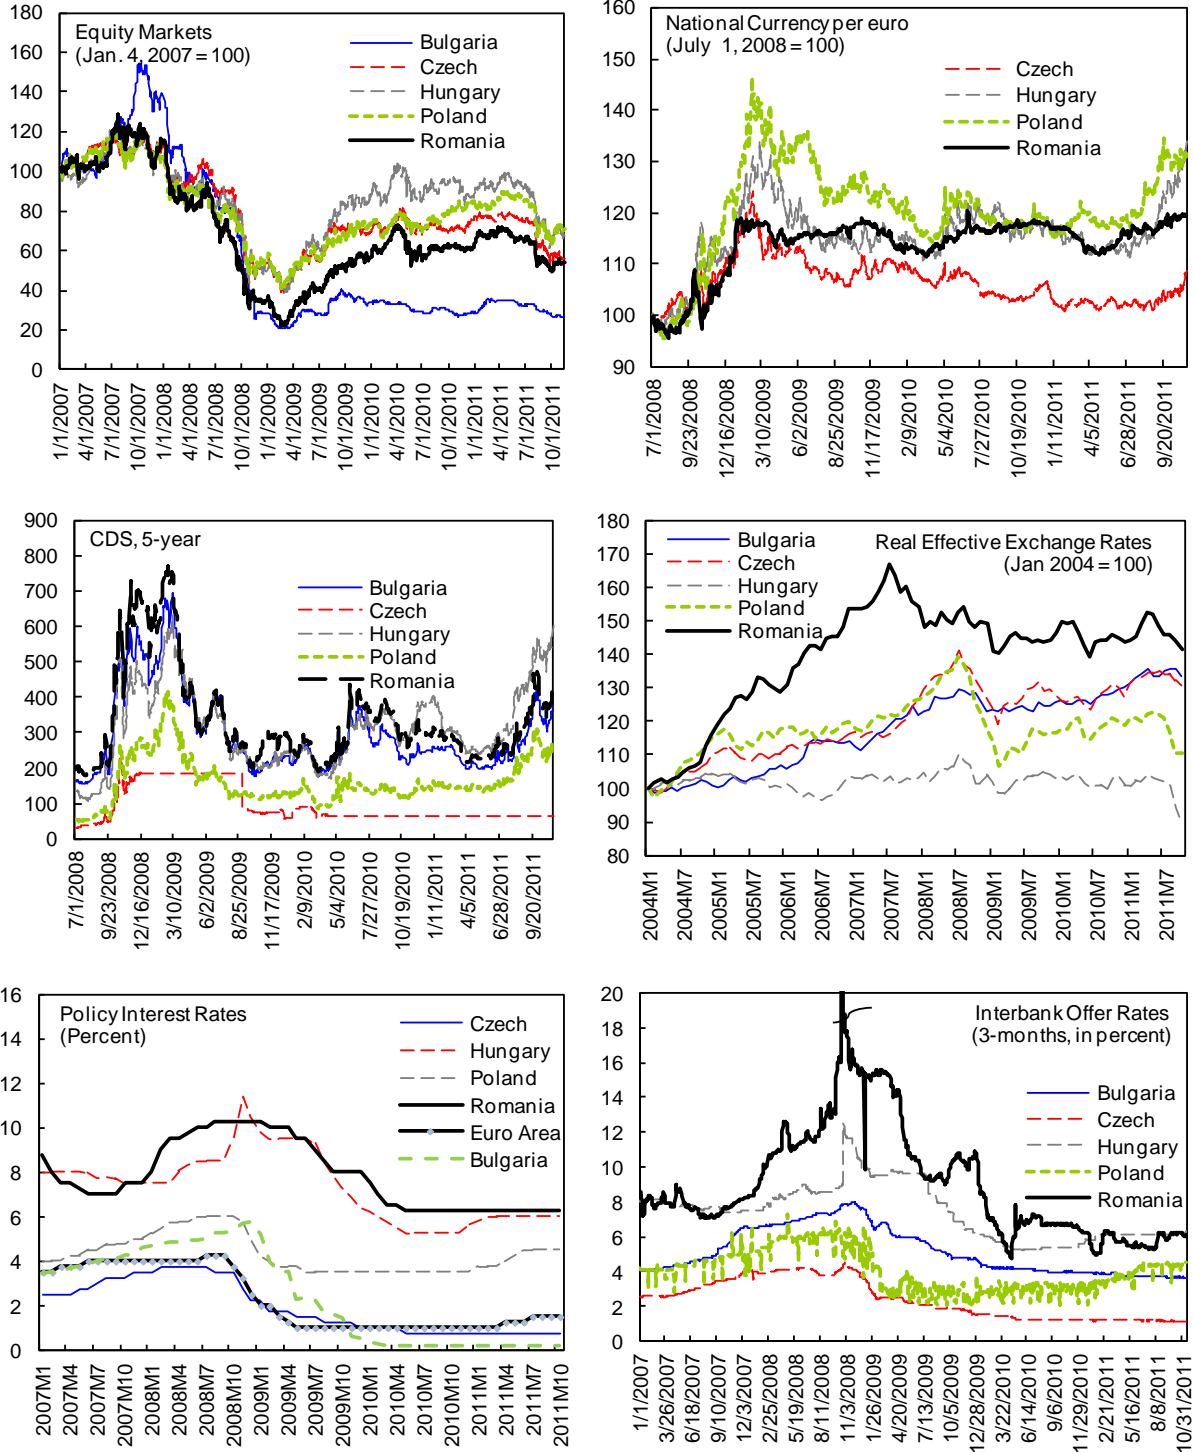 Equity Markets
(Jan. 4, 2007 = 100)
Bulgaria
Czech
Hungary
Poland
Romania
180
160
140
120
100
80
60
40
20
0
1/1/2007
4/1/2007
7/1/2007
10/1/2007
1/1/2008
4/1/2008
7/1/2008
10/1/2008
1/1/2009
4/1/2009
7/1/2009
10/1/2009
1/1/2010
4/1/2010
7/1/2010
10/1/2010
1/1/2011
4/1/2011
7/1/2011
10/1/2011
National Currency per euro
(July 1, 2008 = 100)
Czech
Hungary
Poland
Romania
160
150
140
130
120
110
100
90
7/1/2008
9/23/2008
12/16/2008
3/10/2009
6/2/2009
8/25/2009
11/17/2009
2/9/2010
5/4/2010
7/27/2010
10/19/2010
1/11/2011
4/5/2011
6/28/2011
9/20/2011
CDS, 5-year
Bulgaria
Czech
Hungary
Poland
Romania
900
800
700
600
500
400
300
200
100
0
7/1/2008
9/23/2008
12/16/2008
3/10/2009
6/2/2009
8/25/2009
11/17/2009
2/9/2010
5/4/2010
7/27/2010
10/19/2010
1/11/2011
4/5/2011
6/28/2011
9/20/2011
Real Effective Exchange Rates
(Jan 2004 = 100)
Bulgaria
Czech
Hungary
Poland
Romania
180
170
160
150
140
130
120
110
100
90
80
2004M1
2004M7
2005M1
2005M7
2006M1
2006M7
2007M1
2007M7
2008M1
2008M7
2009M1
2009M7
2010M1
2010M7
2011M1
2011M7
Policy Interest Rates
(Percent)
Czech
Hungary
Poland
Romania
Euro Area
Bulgaria
16
14
12
10
8
6
4
2
0
2007M1
2007M4
2007M7
2007M10
2008M1
2008M4
2008M7
2008M10
2009M1
2009M4
2009M7
2009M10
2010M1
2010M4
2010M7
2010M10
2011M1
2011M4
2011M7
2011M10
Interbank Offer Rates
(3-months, in percent)
Bulgaria
Czech
Hungary
Poland
Romania
20
18
16
14
12
10
8
6
4
2
0
1/1/2007
3/26/2007
6/18/2007
9/10/2007
12/3/2007
2/25/2008
5/19/2008
8/11/2008
11/3/2008
1/26/2009
4/20/2009
7/13/2009
10/5/2009
12/28/2009
3/22/2010
6/14/2010
9/6/2010
11/29/2010
2/21/2011
5/16/2011
8/8/2011
10/31/2011